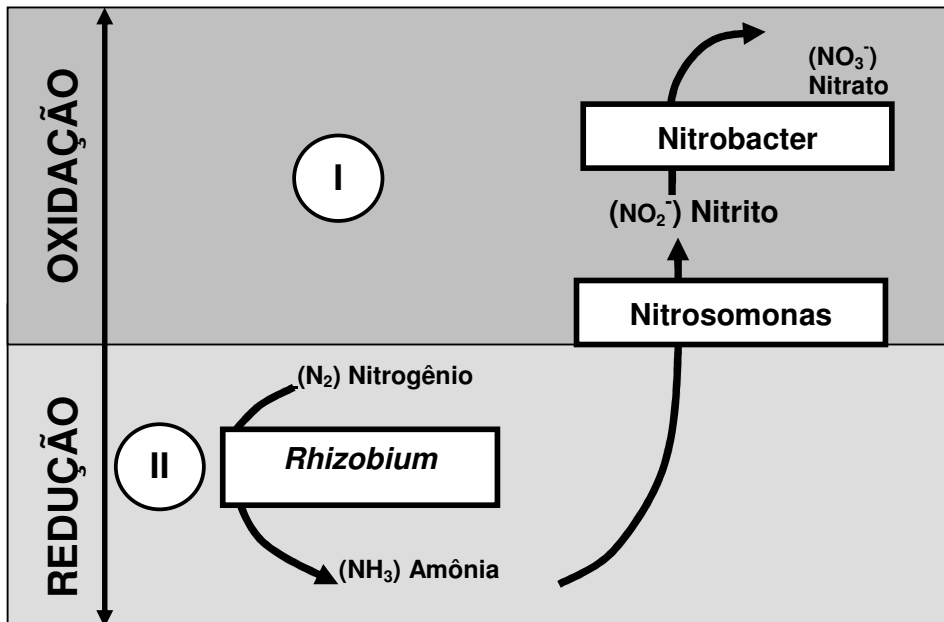 OXIDAÇÃO
(NO₃⁻)
Nitrato
Nitrobacter
I
(NO₂⁻) Nitrito
Nitrosomonas
REDUÇÃO
(N₂) Nitrogênio
II
Rhizobium
(NH₃) Amônia